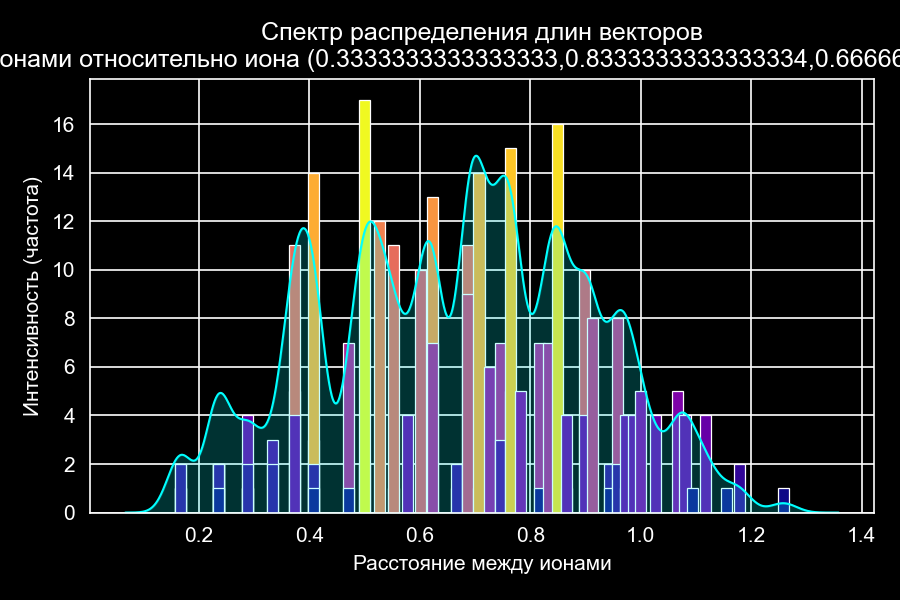 Спектр распределения длин векторов
онами относительно иона (0.3333333333333333,0.8333333333333334,0.66666
Интенсивность (частота)
16
14
12
10
8
6
4
2
0
0.2 0.4 0.6 0.8 1.0 1.2 1.4
Расстояние между ионами